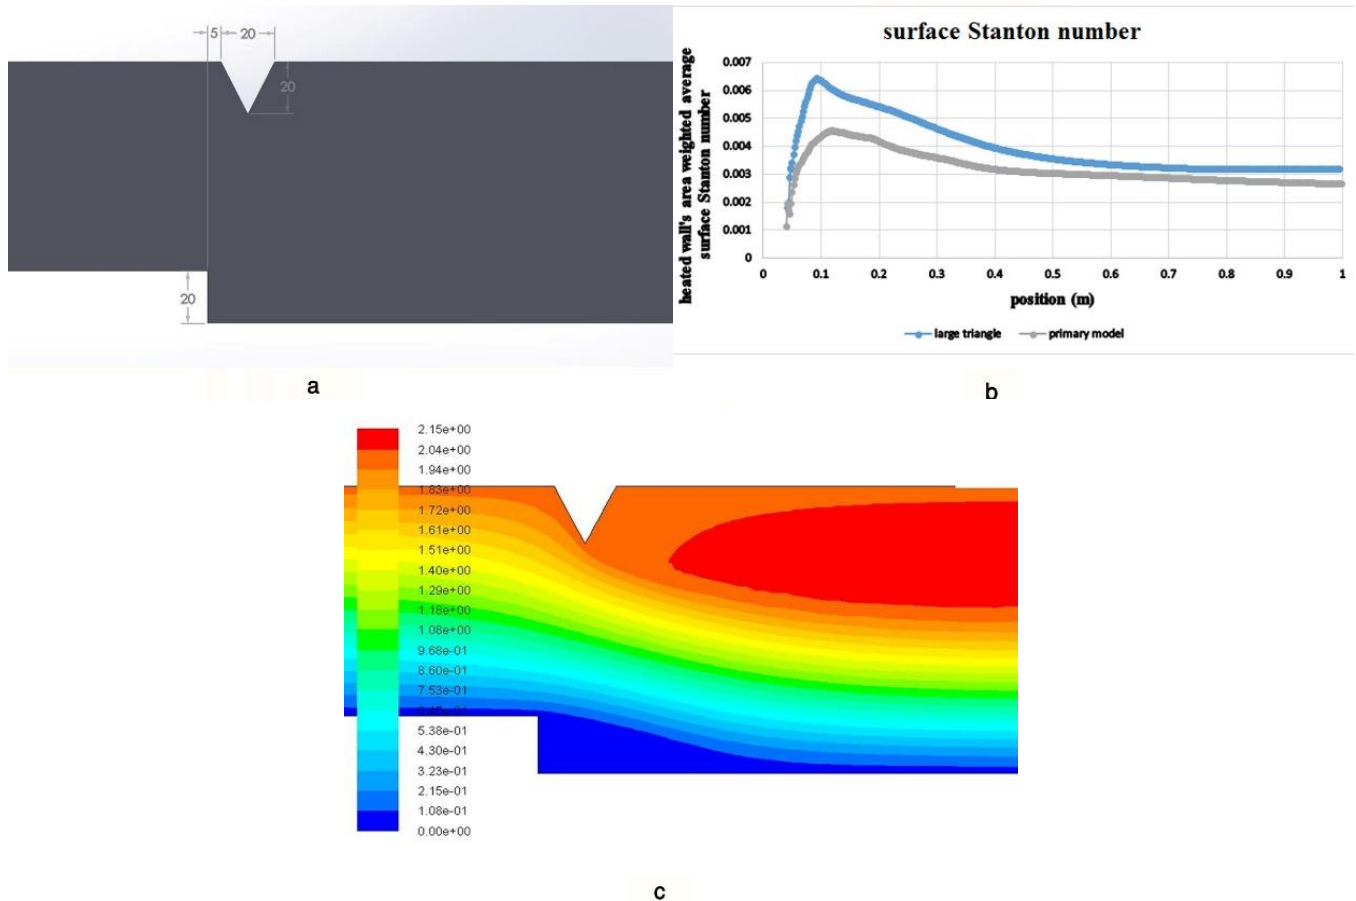 5 20
20
20
a
surface Stanton number
heated wall's area weighted average
surface Stanton number
0.007
0.006
0.005
0.004
0.003
0.002
0.001
0
0 0.1 0.2 0.3 0.4 0.5 0.6 0.7 0.8 0.9 1
position (m)
large triangle primary model
b
2.15e+00
2.04e+00
1.94e+00
1.83e+00
1.72e+00
1.61e+00
1.51e+00
1.40e+00
1.29e+00
1.18e+00
1.08e+00
9.68e-01
8.60e-01
7.53e-01
6.45e-01
5.38e-01
4.30e-01
3.23e-01
2.15e-01
1.08e-01
0.00e+00
c